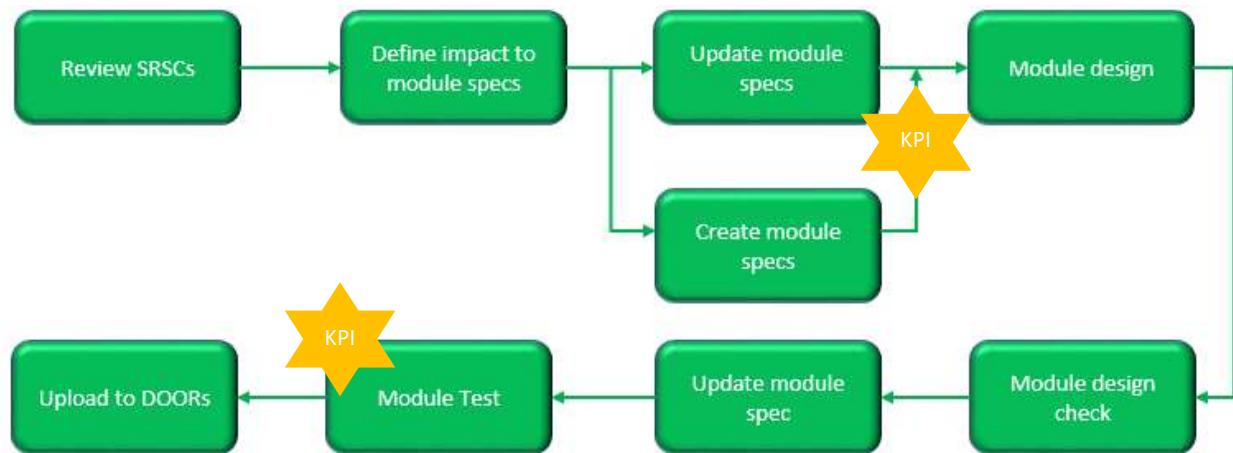 Review SRSCs
Define impact to
module specs
Update module
specs
Module design
KPI
Create module
specs
KPI
Upload to DOORs
Module Test
Update module
spec
Module design
check